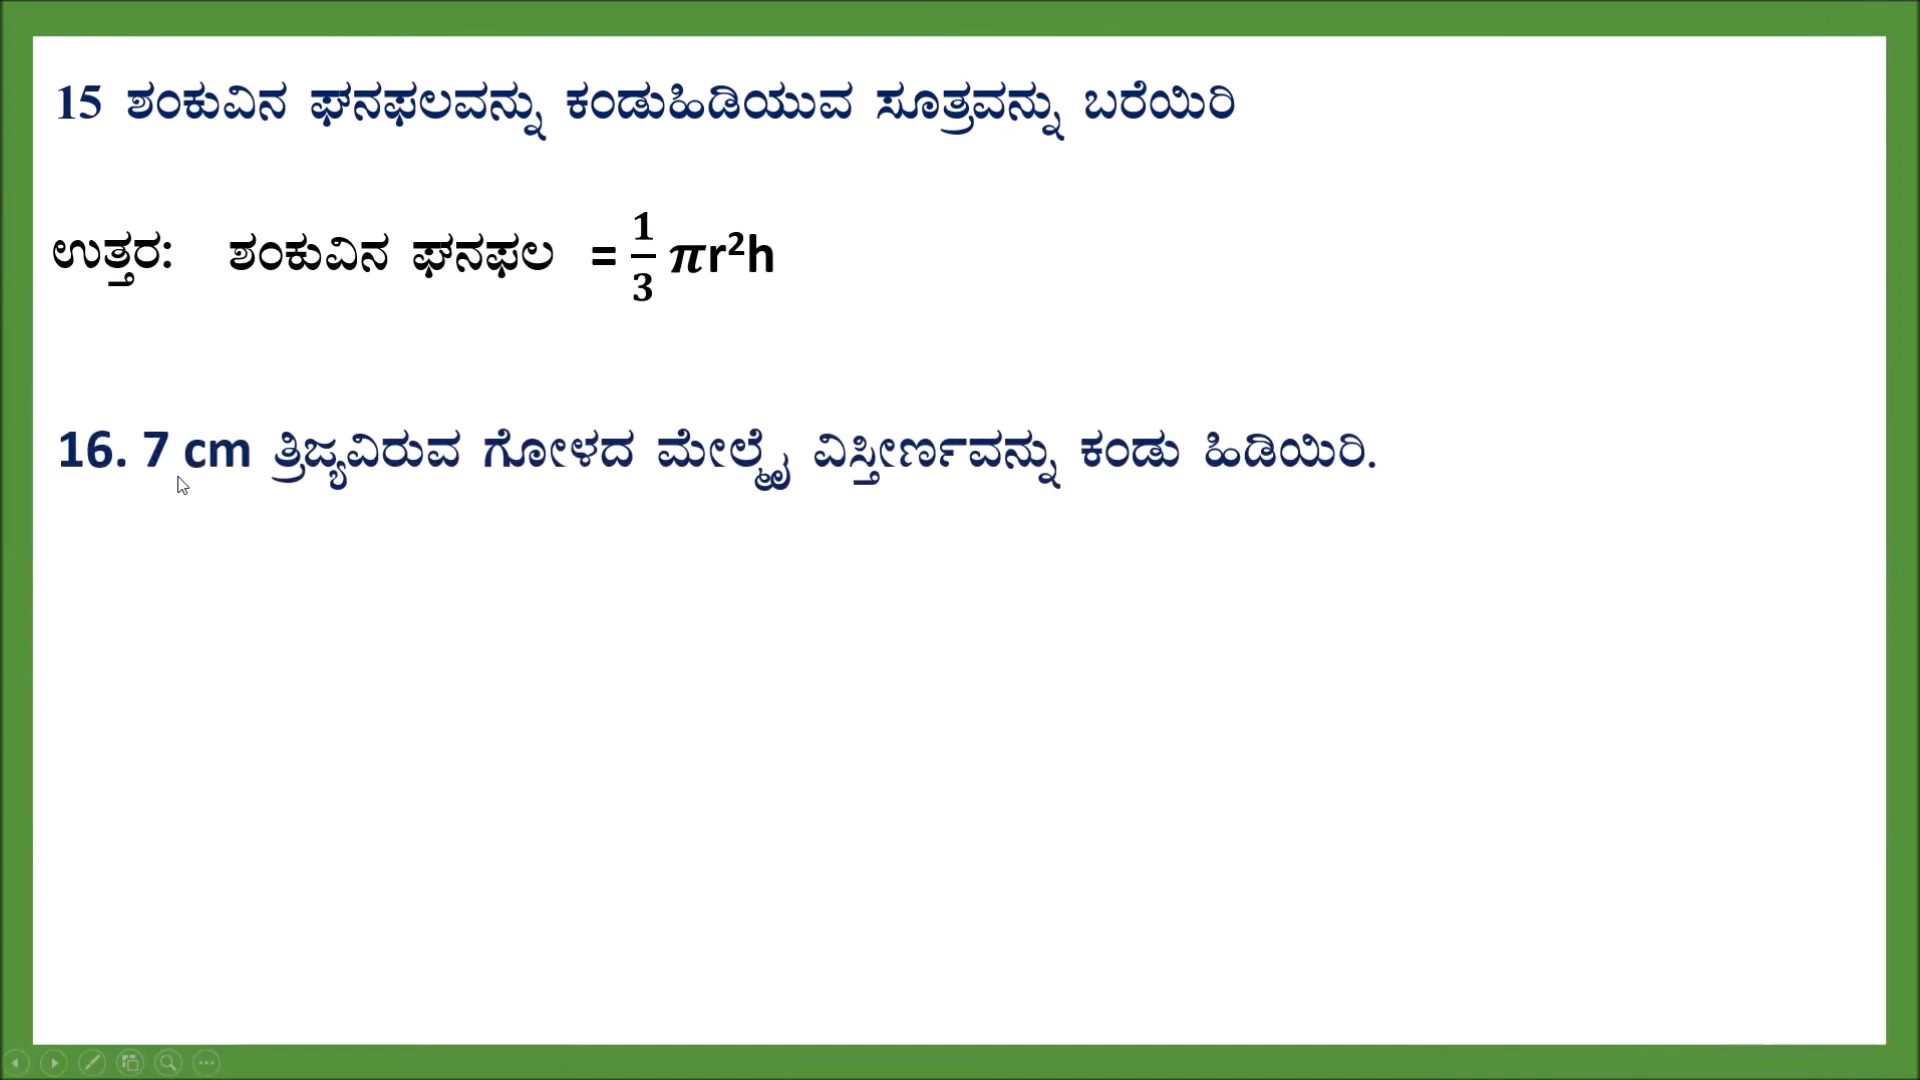 15 ಶಂಕುವಿನ ಘನಫಲವನ್ನು ಕಂಡುಹಿಡಿಯುವ ಸೂತ್ರವನ್ನು ಬರೆಯಿರಿ
ಉತ್ತರ: ಶಂಕುವಿನ ಘನಫಲ = 1/3 πr²h
16. 7 cm ತ್ರಿಜ್ಯವಿರುವ ಗೋಳದ ಮೇಲ್ಮೈ ವಿಸ್ತೀರ್ಣವನ್ನು ಕಂಡು ಹಿಡಿಯಿರಿ.